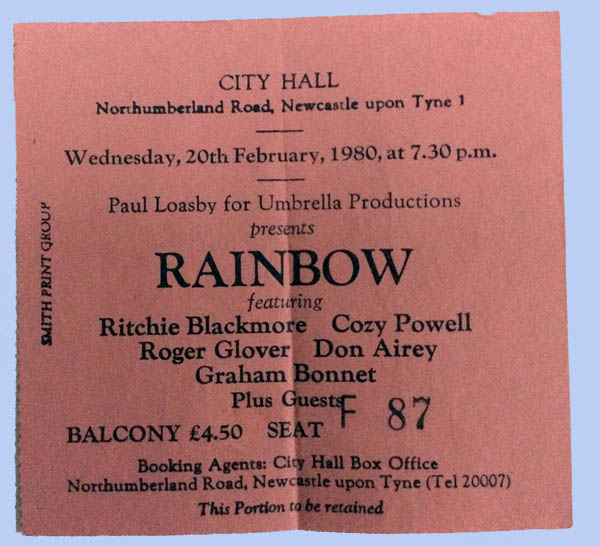 CITY HALL
Northumberland Road, Newcastle upon Tyne 1
Wednesday, 20th February, 1980, at 7.30 p.m.
Paul Loasby for Umbrella Productions
presents
RAINBOW
featuring
Ritchie Blackmore Cozy Powell
Roger Glover Don Airey
Graham Bonnet
Plus Guests
BALCONY £4.50 SEAT F 87
Booking Agents: City Hall Box Office
Northumberland Road, Newcastle upon Tyne (Tel 20007)
This Portion to be retained
SMITH PRINT GROUP